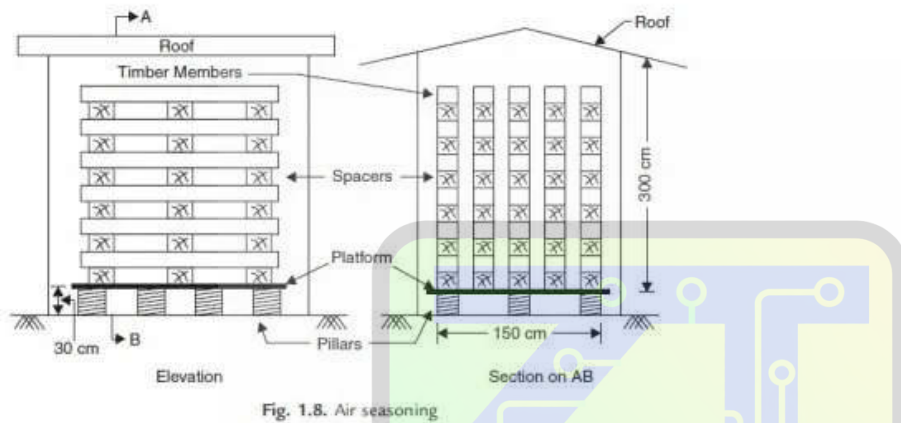 A
Roof
Roof
Timber Members
Spacers
300 cm
Platform
30 cm
B
Pillars
150 cm
Elevation
Section on AB
Fig. 1.8. Air seasoning